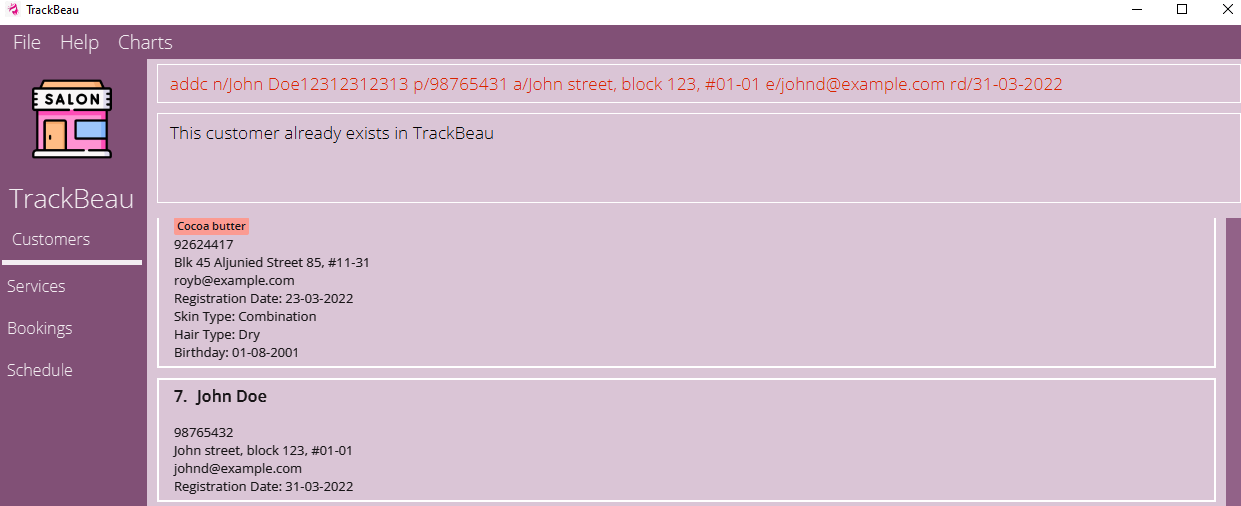 TrackBeau
File Help Charts
SALON
TrackBeau
Customers
Services
Bookings
Schedule
addc n/John Doe12312312313 p/98765431 a/John street, block 123, #01-01 e/johnd@example.com rd/31-03-2022
This customer already exists in TrackBeau
Cocoa butter
92624417
Blk 45 Aljunied Street 85, #11-31
royb@example.com
Registration Date: 23-03-2022
Skin Type: Combination
Hair Type: Dry
Birthday: 01-08-2001
7. John Doe
98765432
John street, block 123, #01-01
johnd@example.com
Registration Date: 31-03-2022